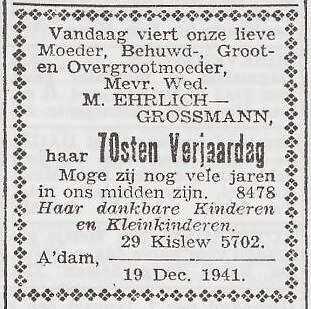 Vandaag viert onze lieve
Moeder, Behuwd-, Groot-
en Overgrootmoeder,
Mevr. Wed.
M. EHRLICH—
GROSSMANN,
haar 70sten Verjaardag
Moge zij nog vele jaren
in ons midden zijn. 8478
Haar dankbare Kinderen
en Kleinkinderen.
29 Kislew 5702.
A'dam,
19 Dec. 1941.